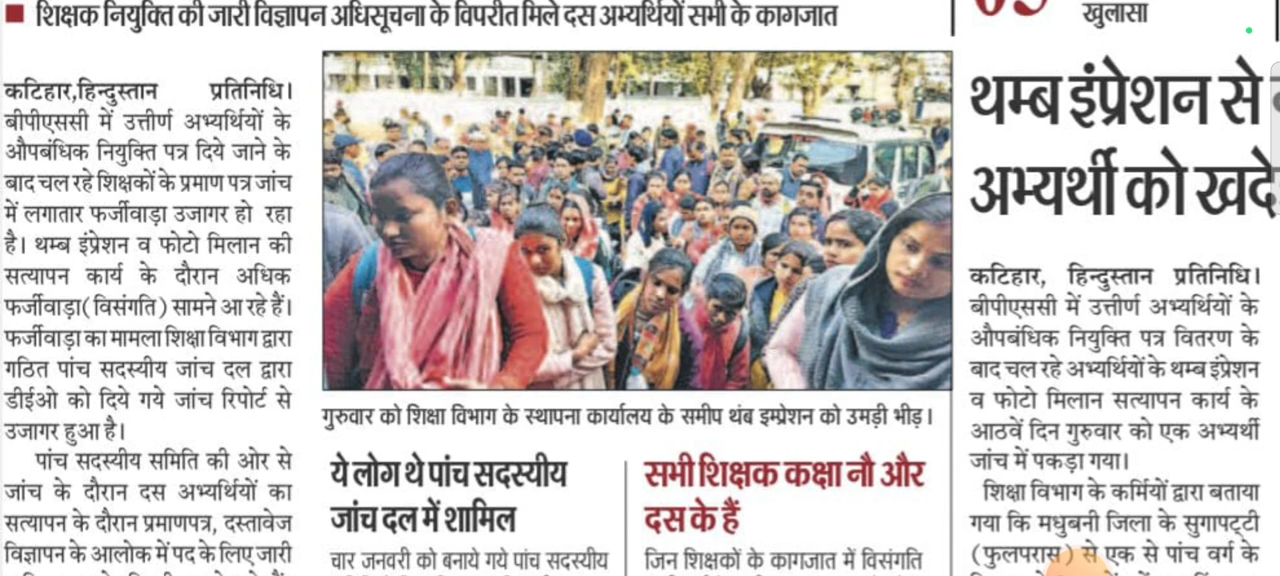 शिक्षक नियुक्ति की जारी विज्ञापन अधिसूचना के विपरीत मिले दस अभ्यर्थियों सभी के कागजात
कटिहार,हिन्दुस्तान प्रतिनिधि।
बीपीएससी में उत्तीर्ण अभ्यर्थियों के
औपबंधिक नियुक्ति पत्र दिये जाने के
बाद चल रहे शिक्षकों के प्रमाण पत्र जांच
में लगातार फर्जीवाड़ा उजागर हो रहा
है। थम्ब इंप्रेशन व फोटो मिलान की
सत्यापन कार्य के दौरान अधिक
फर्जीवाड़ा(विसंगति) सामने आ रहे हैं।
फर्जीवाड़ा का मामला शिक्षा विभाग द्वारा
गठित पांच सदस्यीय जांच दल द्वारा
डीईओ को दिये गये जांच रिपोर्ट से
उजागर हुआ है।
पांच सदस्यीय समिति की ओर से
जांच के दौरान दस अभ्यर्थियों का
सत्यापन के दौरान प्रमाणपत्र, दस्तावेज
विज्ञापन के आलोक में पद के लिए जारी
गुरुवार को शिक्षा विभाग के स्थापना कार्यालय के समीप थंब इम्प्रेशन को उमड़ी भीड़।
ये लोग थे पांच सदस्यीय
जांच दल में शामिल
चार जनवरी को बनाये गये पांच सदस्यीय
सभी शिक्षक कक्षा नौ और
दस के हैं
जिन शिक्षकों के कागजात में विसंगति
खुलासा
थम्ब इंप्रेशन से
अभ्यर्थी को खदे
कटिहार, हिन्दुस्तान प्रतिनिधि।
बीपीएससी में उत्तीर्ण अभ्यर्थियों के
औपबंधिक नियुक्ति पत्र वितरण के
बाद चल रहे अभ्यर्थियों के थम्ब इंप्रेशन
व फोटो मिलान सत्यापन कार्य के
आठवें दिन गुरुवार को एक अभ्यर्थी
जांच में पकड़ा गया।
शिक्षा विभाग के कर्मियों द्वारा बताया
गया कि मधुबनी जिला के सुगापट्टी
(फुलपरास) से एक से पांच वर्ग के